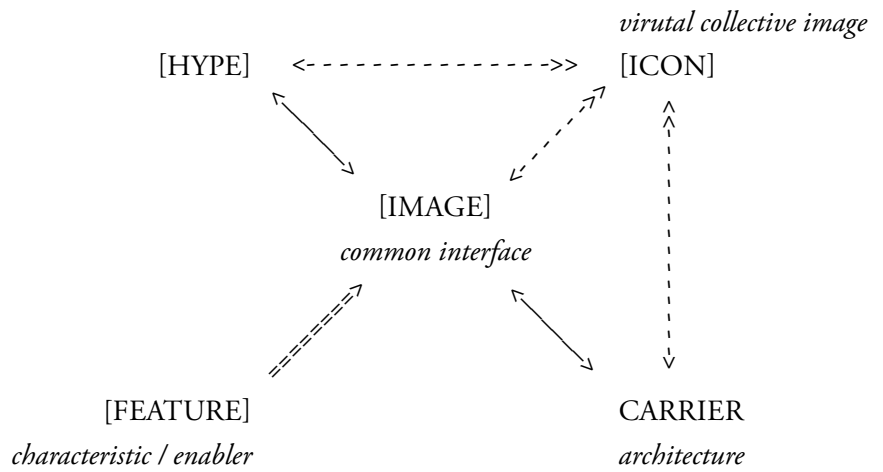 virutal collective image
[HYPE] [ICON]
[IMAGE]
common interface
[FEATURE] CARRIER
characteristic / enabler architecture